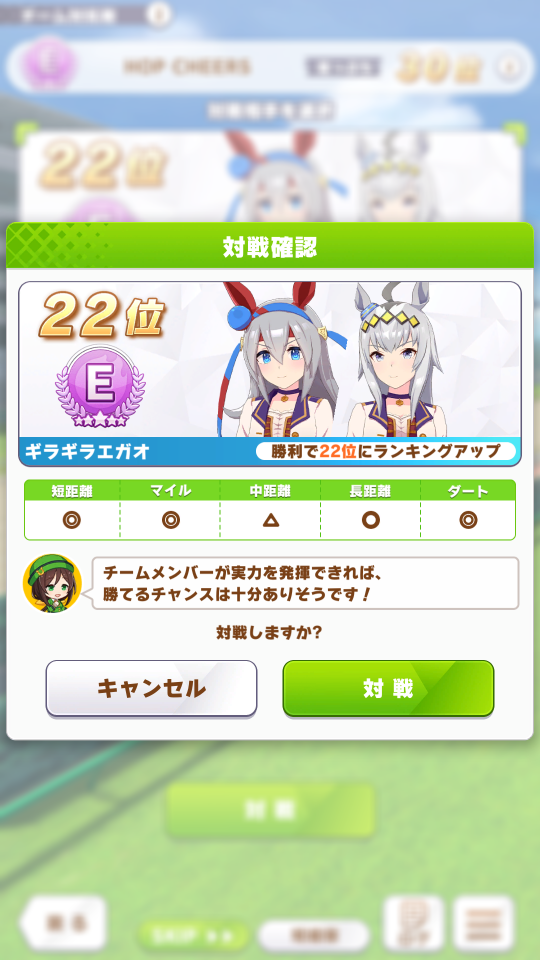 HOP CHEERS
30位
22位
対戦確認
22位
E
ギラギラエガオ
勝利で22位にランキングアップ
短距離 マイル 中距離 長距離 ダート
◎ ◎ △ ○ ◎
チームメンバーが実力を発揮できれば、
勝てるチャンスは十分ありそうです！
対戦しますか？
キャンセル 対戦
対戦
戻る SKIP